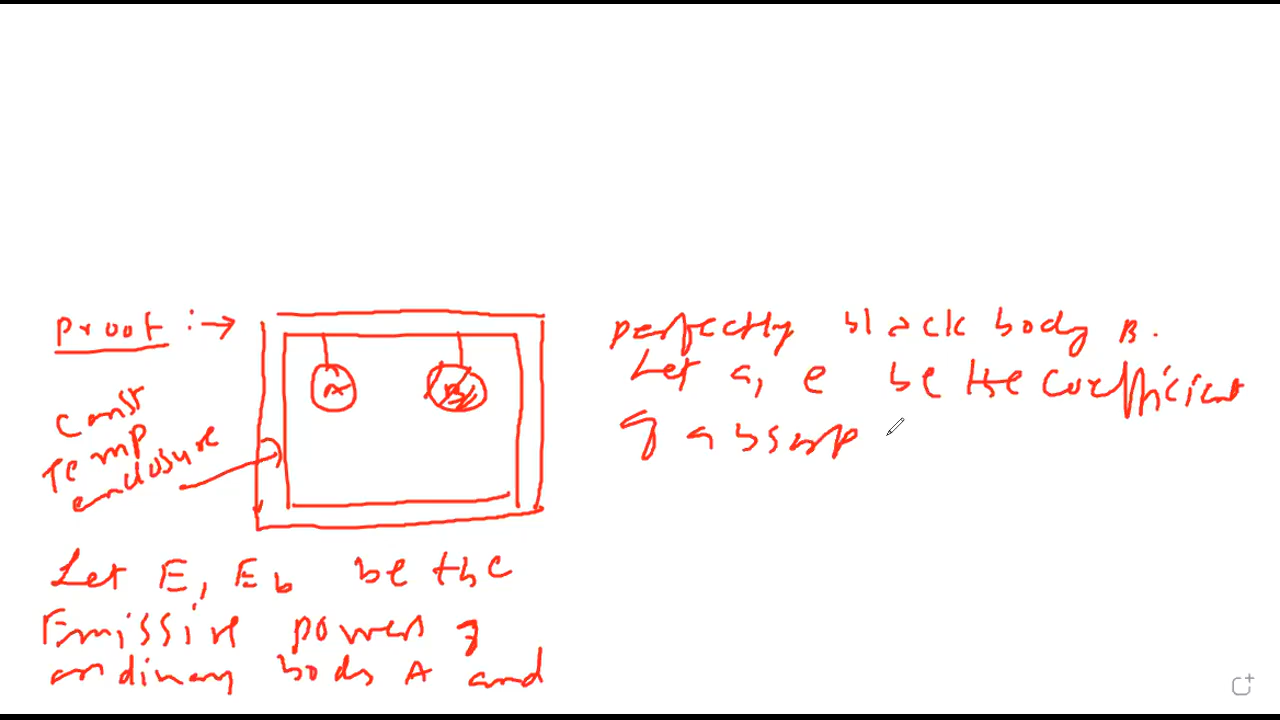 Proof :→
Const
Temp
enclosure
A
B
Let E, Eb be the
Emissive powers of
ordinary body A and
perfectly black body B.
Let a, e be the coefficient
of absorp